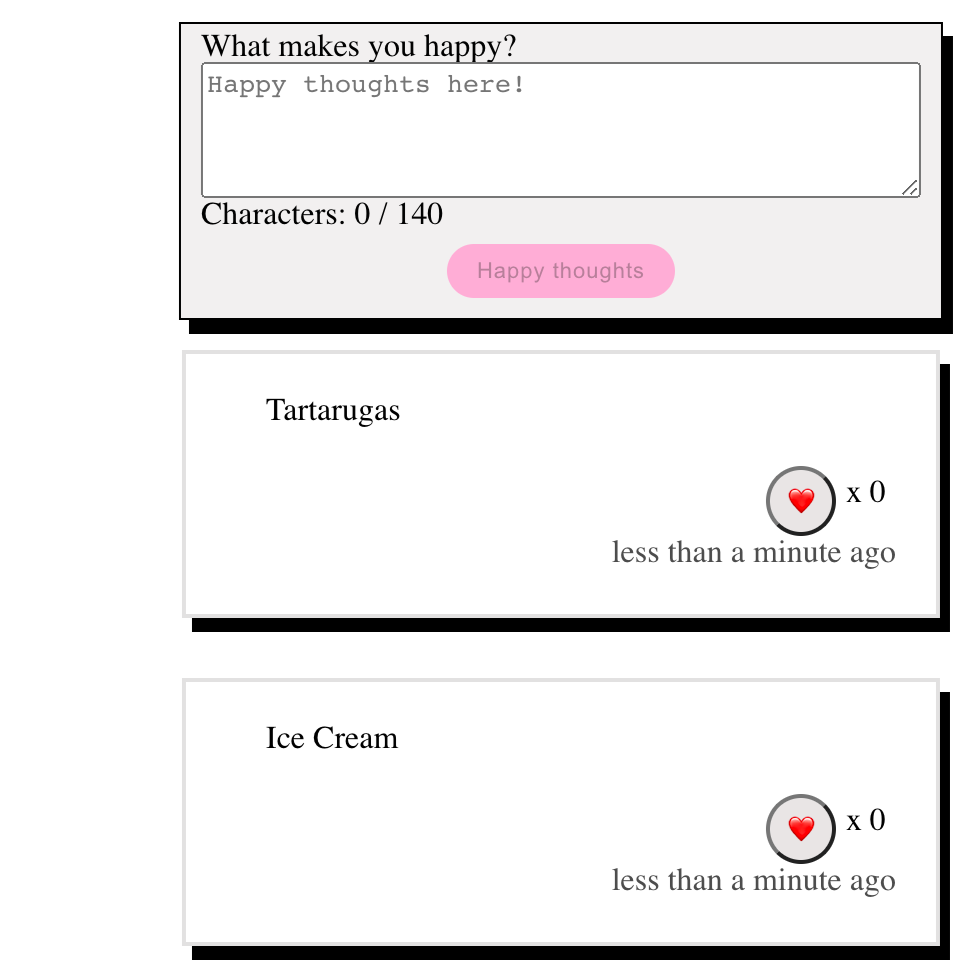 What makes you happy?
Happy thoughts here!
Characters: 0 / 140
Happy thoughts
Tartarugas
x 0
less than a minute ago
Ice Cream
x 0
less than a minute ago